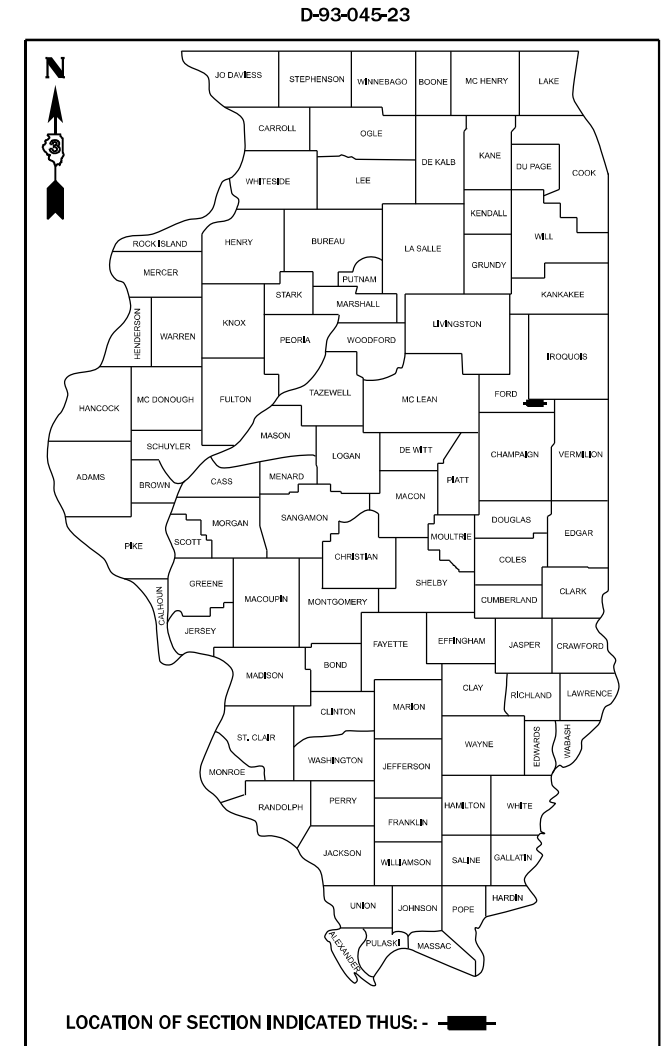 D-93-045-23
N
3
JO DAVIESS STEPHENSON WINNEBAGO BOONE MC HENRY LAKE
CARROLL OGLE
DE KALB KANE DU PAGE COOK
WHITESIDE LEE
KENDALL
ROCK ISLAND HENRY BUREAU LA SALLE WILL
MERCER PUTNAM GRUNDY
STARK MARSHALL KANKAKEE
HENDERSON WARREN KNOX PEORIA WOODFORD LIVINGSTON
IROQUOIS
HANCOCK MC DONOUGH FULTON TAZEWELL MC LEAN FORD
MASON
SCHUYLER LOGAN DE WITT CHAMPAIGN VERMILION
ADAMS BROWN CASS MENARD PIATT
MACON
MORGAN SANGAMON DOUGLAS
PIKE SCOTT CHRISTIAN MOULTRIE EDGAR
COLES
GREENE SHELBY
CALHOUN MACOUPIN MONTGOMERY CUMBERLAND CLARK
JERSEY FAYETTE EFFINGHAM JASPER CRAWFORD
BOND
MADISON CLAY
RICHLAND LAWRENCE
CLINTON MARION
ST. CLAIR WAYNE EDWARDS WABASH
WASHINGTON JEFFERSON
MONROE
RANDOLPH PERRY HAMILTON WHITE
FRANKLIN
JACKSON WILLIAMSON SALINE GALLATIN
HARDIN
UNION JOHNSON POPE
ALEXANDER PULASKI MASSAC
LOCATION OF SECTION INDICATED THUS: -